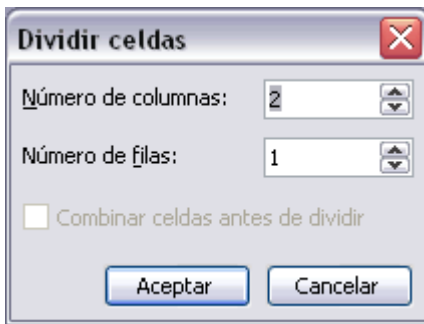 Dividir celdas
Número de columnas: 2
Número de filas: 1
Combinar celdas antes de dividir
Aceptar Cancelar